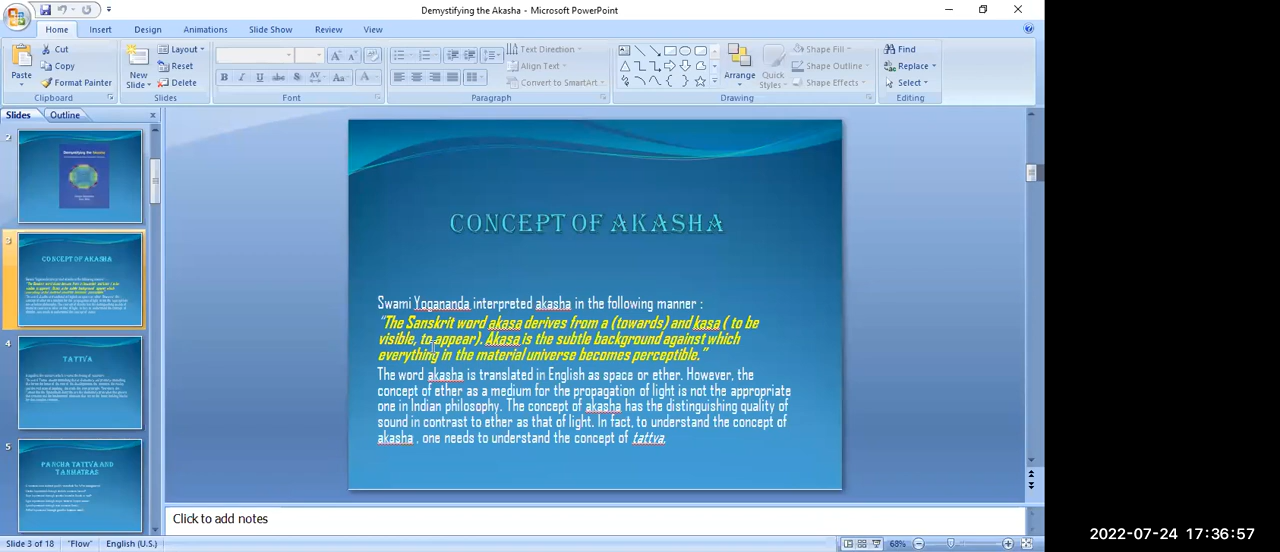 Demystifying the Akasha - Microsoft PowerPoint
Home Insert Design Animations Slide Show Review View
Paste
Cut
Copy
Format Painter
Clipboard
New Slide
Layout
Reset
Delete
Slides
Font
Text Direction
Align Text
Convert to SmartArt
Paragraph
Arrange
Quick Styles
Shape Fill
Shape Outline
Shape Effects
Drawing
Find
Replace
Select
Editing
Slides Outline
2
Demystifying the Akasha
3
CONCEPT OF AKASHA
4
TATTVA
5
PANCHA TATTVA AND
TANMATRAS
CONCEPT OF AKASHA
Swami Yogananda interpreted akasha in the following manner :
“The Sanskrit word akasa derives from a (towards) and kasa ( to be
visible, to appear). Akasa is the subtle background against which
everything in the material universe becomes perceptible.”
The word akasha is translated in English as space or ether. However, the
concept of ether as a medium for the propagation of light is not the appropriate
one in Indian philosophy. The concept of akasha has the distinguishing quality of
sound in contrast to ether as that of light. In fact, to understand the concept of
akasha , one needs to understand the concept of tattva.
Click to add notes
Slide 3 of 18 "Flow" English (U.S.) 68%
2022-07-24 17:36:57